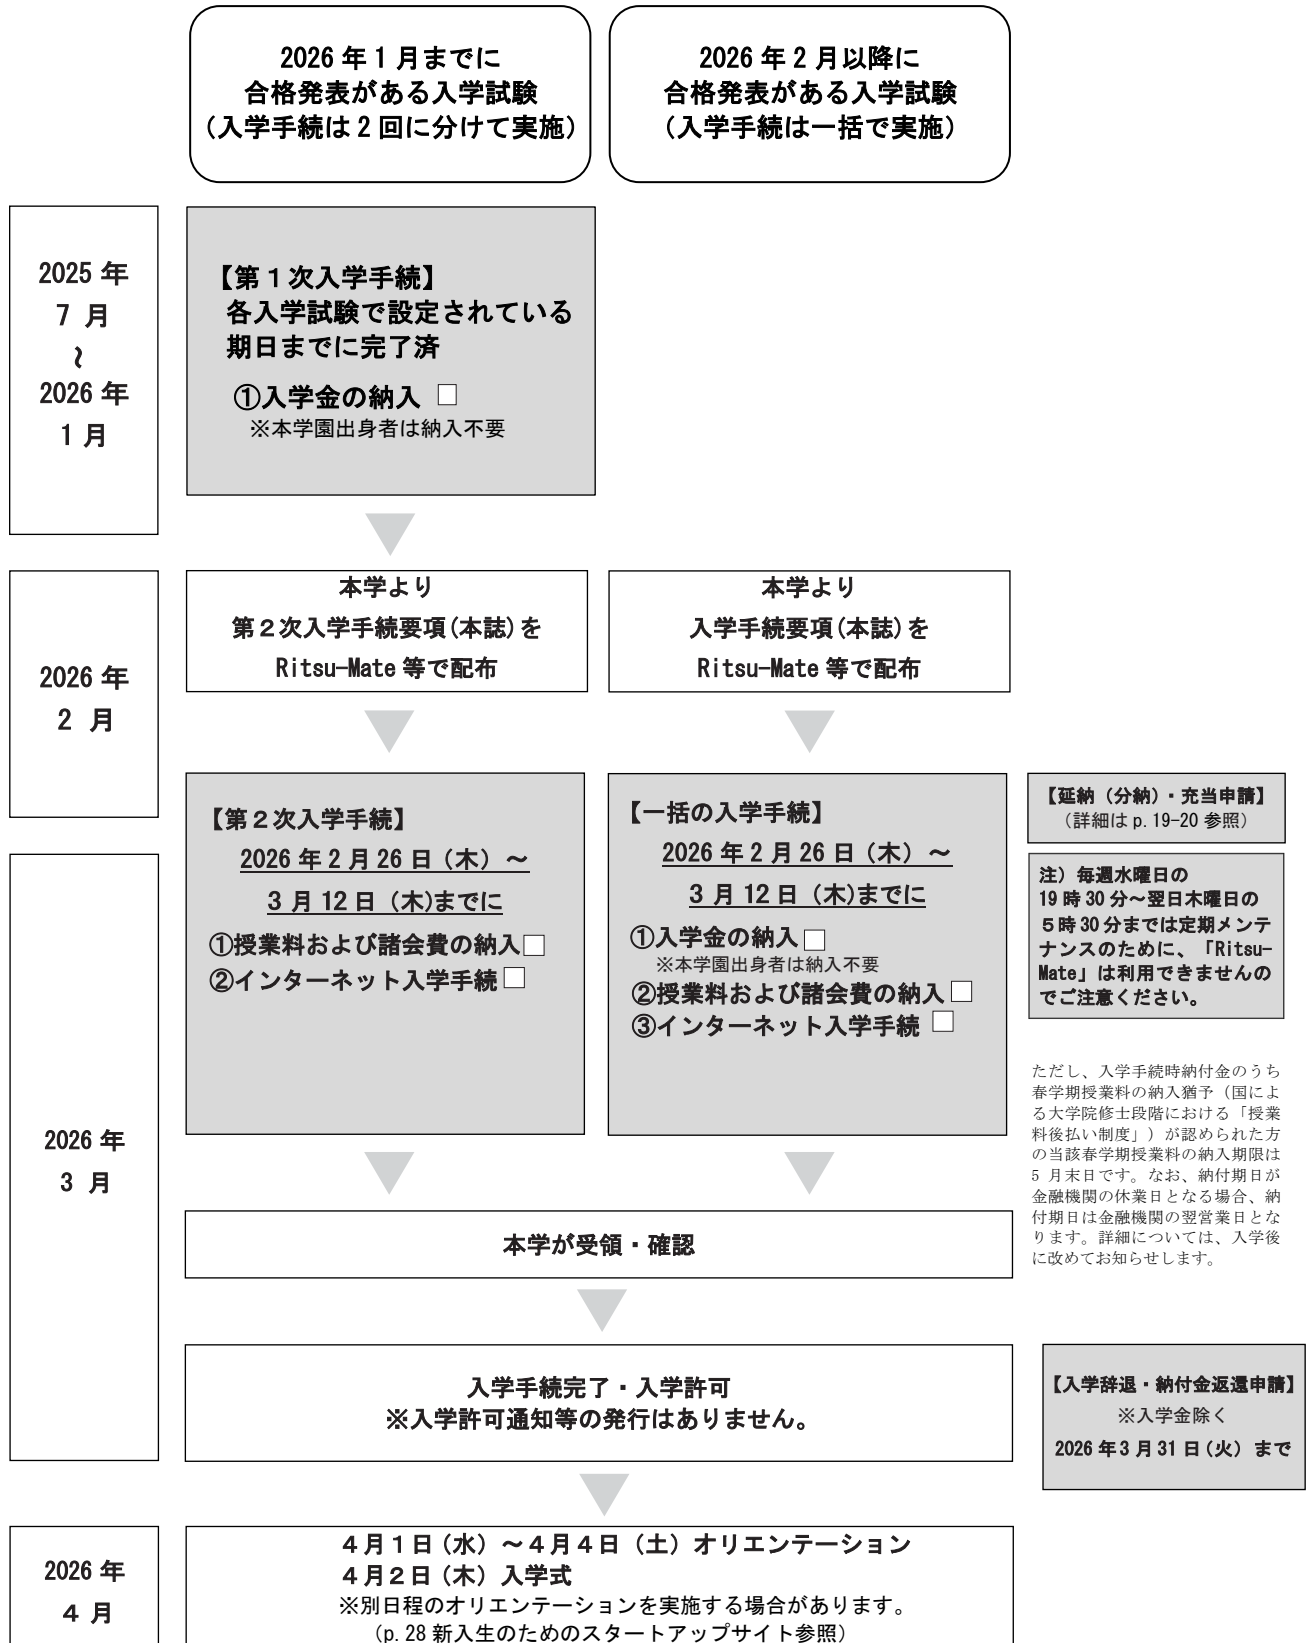 2026 年 1 月までに
合格発表がある入学試験
（入学手続は 2 回に分けて実施）
2026 年 2 月以降に
合格発表がある入学試験
（入学手続は一括で実施）
2025 年
7 月
～
2026 年
1 月
【第 1 次入学手続】
各入学試験で設定されている
期日までに完了済
①入学金の納入 □
※本学園出身者は納入不要
2026 年
2 月
本学より
第 2 次入学手続要項（本誌）を
Ritsu-Mate 等で配布
本学より
入学手続要項（本誌）を
Ritsu-Mate 等で配布
【第 2 次入学手続】
2026 年 2 月 26 日（木）～
3 月 12 日（木）までに
①授業料および諸会費の納入□
②インターネット入学手続□
【一括の入学手続】
2026 年 2 月 26 日（木）～
3 月 12 日（木）までに
①入学金の納入□
※本学園出身者は納入不要
②授業料および諸会費の納入□
③インターネット入学手続 □
【延納（分納）・充当申請】
（詳細は p.19-20 参照）
注）毎週水曜日の
19 時 30 分～翌日木曜日の
５時 30 分までは定期メンテ
ナンスのために、「Ritsu-
Mate」は利用できませんの
でご注意ください。
ただし、入学手続時納付金のうち
春学期授業料の納入猶予（国によ
る大学院修士段階における「授業
料後払い制度」）が認められた方
の当該春学期授業料の納入期限は
5 月末日です。なお、納付期日が
金融機関の休業日となる場合、納
付期日は金融機関の翌営業日とな
ります。詳細については、入学後
に改めてお知らせします。
2026 年
3 月
本学が受領・確認
入学手続完了・入学許可
※入学許可通知等の発行はありません。
【入学辞退・納付金返還申請】
※入学金除く
2026 年 3 月 31 日（火）まで
2026 年
4 月
４月１日（水）～４月４日（土）オリエンテーション
４月２日（木）入学式
※別日程のオリエンテーションを実施する場合があります。
（p.28 新入生のためのスタートアップサイト参照）